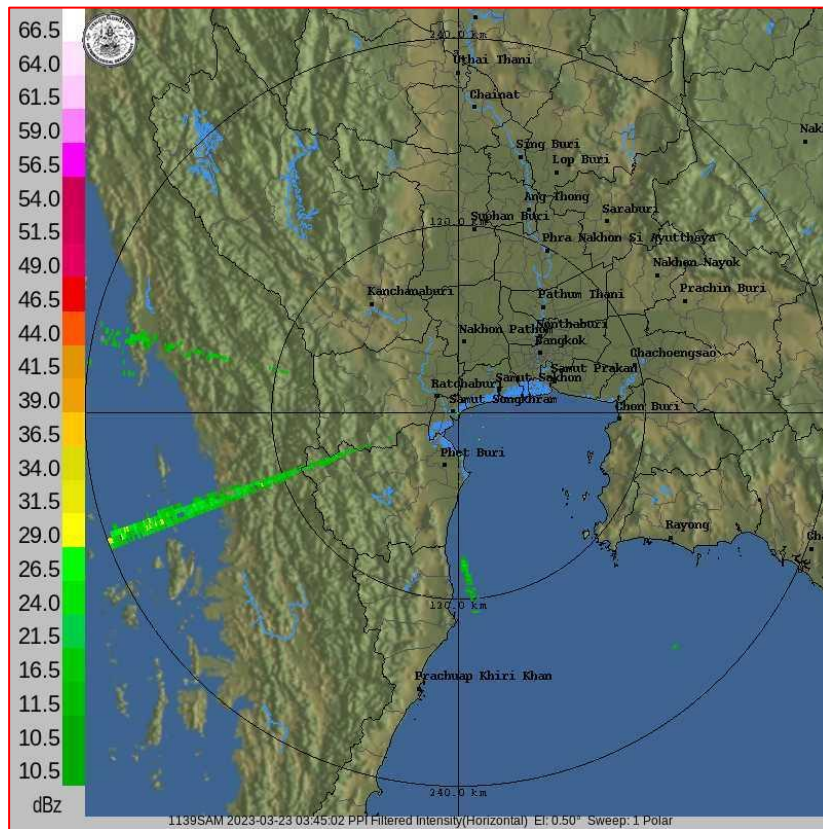 66.5
64.0
61.5
59.0
56.5
54.0
51.5
49.0
46.5
44.0
41.5
39.0
36.5
34.0
31.5
29.0
26.5
24.0
21.5
16.5
11.5
10.5
10.5
dBz
240.0 km
Uthai Thani
Chainat
Nak
Sing Buri
Lop Buri
Ang Thong
Saraburi
120.0 km
Suphan Buri
Phra Nakhon Si Ayutthaya
Nakhon Nayok
Kanchanaburi
Prachin Buri
Pathum Thani
Nonthaburi
Nakhon Pathom
Bangkok
Chachoengsao
Samut Prakan
Samut Sakhon
Ratchaburi
Samut Songkhram
Chon Buri
Phet Buri
Rayong
Cha
Prachuap Khiri Khan
240.0 km
1139SAM 2023-03-23 03:45:02 PPI Filtered Intensity(Horizontal) El: 0.50° Sweep: 1 Polar